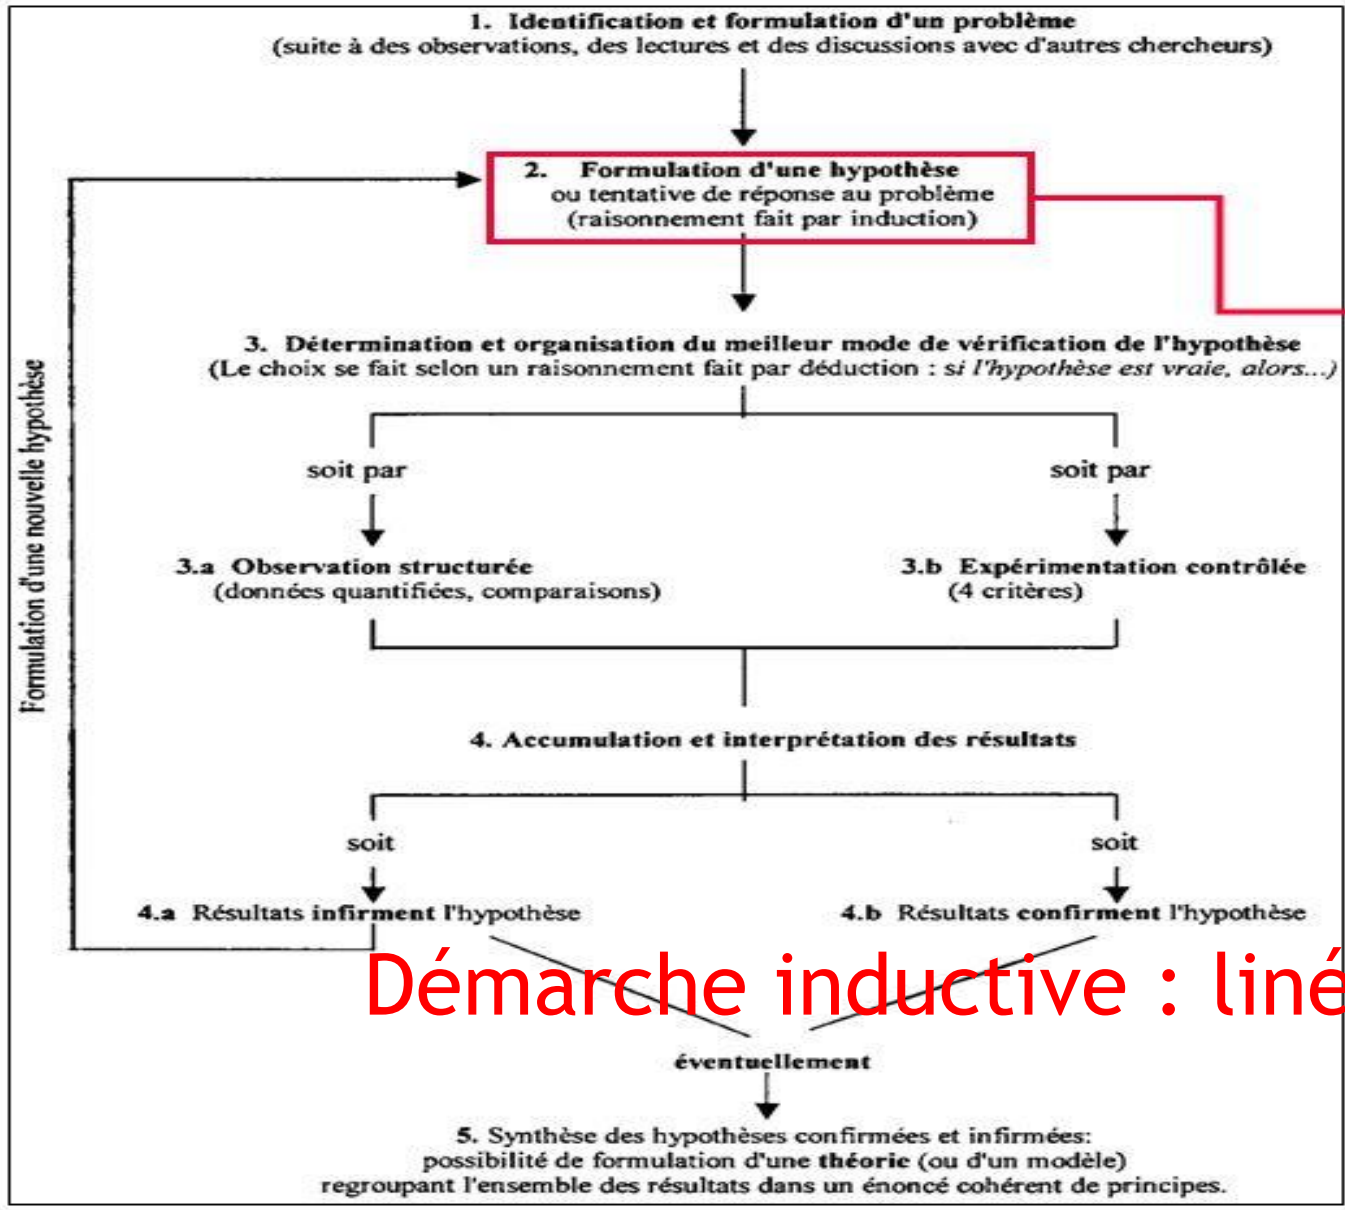 1. Identification et formulation d'un problème
(suite à des observations, des lectures et des discussions avec d'autres chercheurs)
2. Formulation d'une hypothèse
ou tentative de réponse au problème
(raisonnement fait par induction)
3. Détermination et organisation du meilleur mode de vérification de l'hypothèse
(Le choix se fait selon un raisonnement fait par déduction : si l'hypothèse est vraie, alors...)
Formulation d'une nouvelle hypothèse
soit par
soit par
3.a Observation structurée
(données quantifiées, comparaisons)
3.b Expérimentation contrôlée
(4 critères)
4. Accumulation et interprétation des résultats
soit
soit
4.a Résultats infirment l'hypothèse
4.b Résultats confirment l'hypothèse
Démarche inductive : liné
éventuellement
5. Synthèse des hypothèses confirmées et infirmées:
possibilité de formulation d'une théorie (ou d'un modèle)
regroupant l'ensemble des résultats dans un énoncé cohérent de principes.